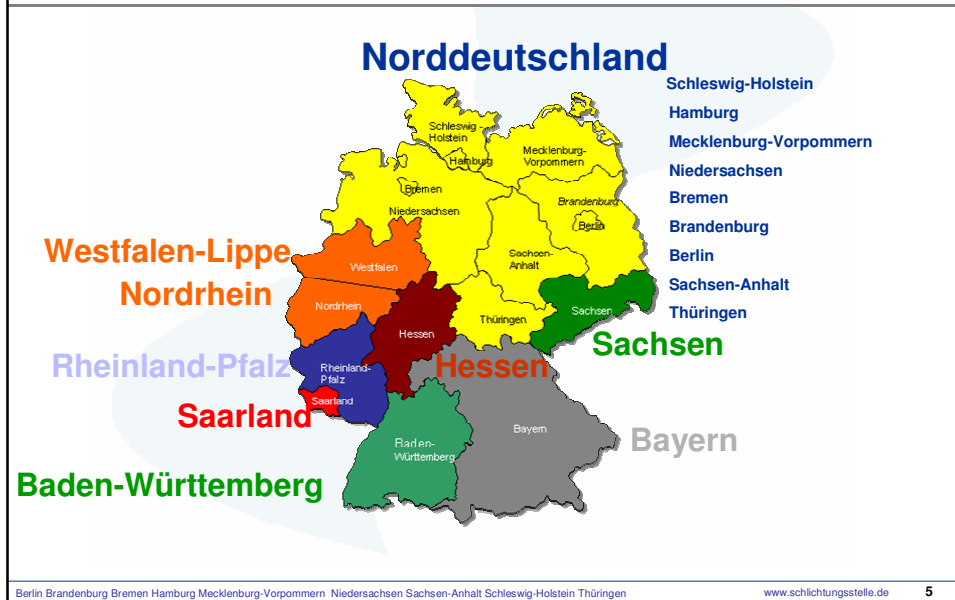 Norddeutschland
Schleswig-Holstein
Hamburg
Mecklenburg-Vorpommern
Niedersachsen
Bremen
Brandenburg
Berlin
Sachsen-Anhalt
Thüringen
Schleswig -
Holstein
Hamburg
Mecklenburg-
Vorpommern
Bremen
Niedersachsen
Brandenburg
Berlin
Sachsen-
Anhalt
Westfalen-Lippe
Westfalen
Nordrhein
Nordrhein
Hessen
Thüringen
Sachsen
Sachsen
Rheinland-Pfalz
Rheinland-
Pfalz
Hessen
Saarland
Saarland
Baden-
Württemberg
Bayern
Bayern
Baden-Württemberg
Berlin Brandenburg Bremen Hamburg Mecklenburg-Vorpommern Niedersachsen Sachsen-Anhalt Schleswig-Holstein Thüringen
www.schlichtungsstelle.de 5